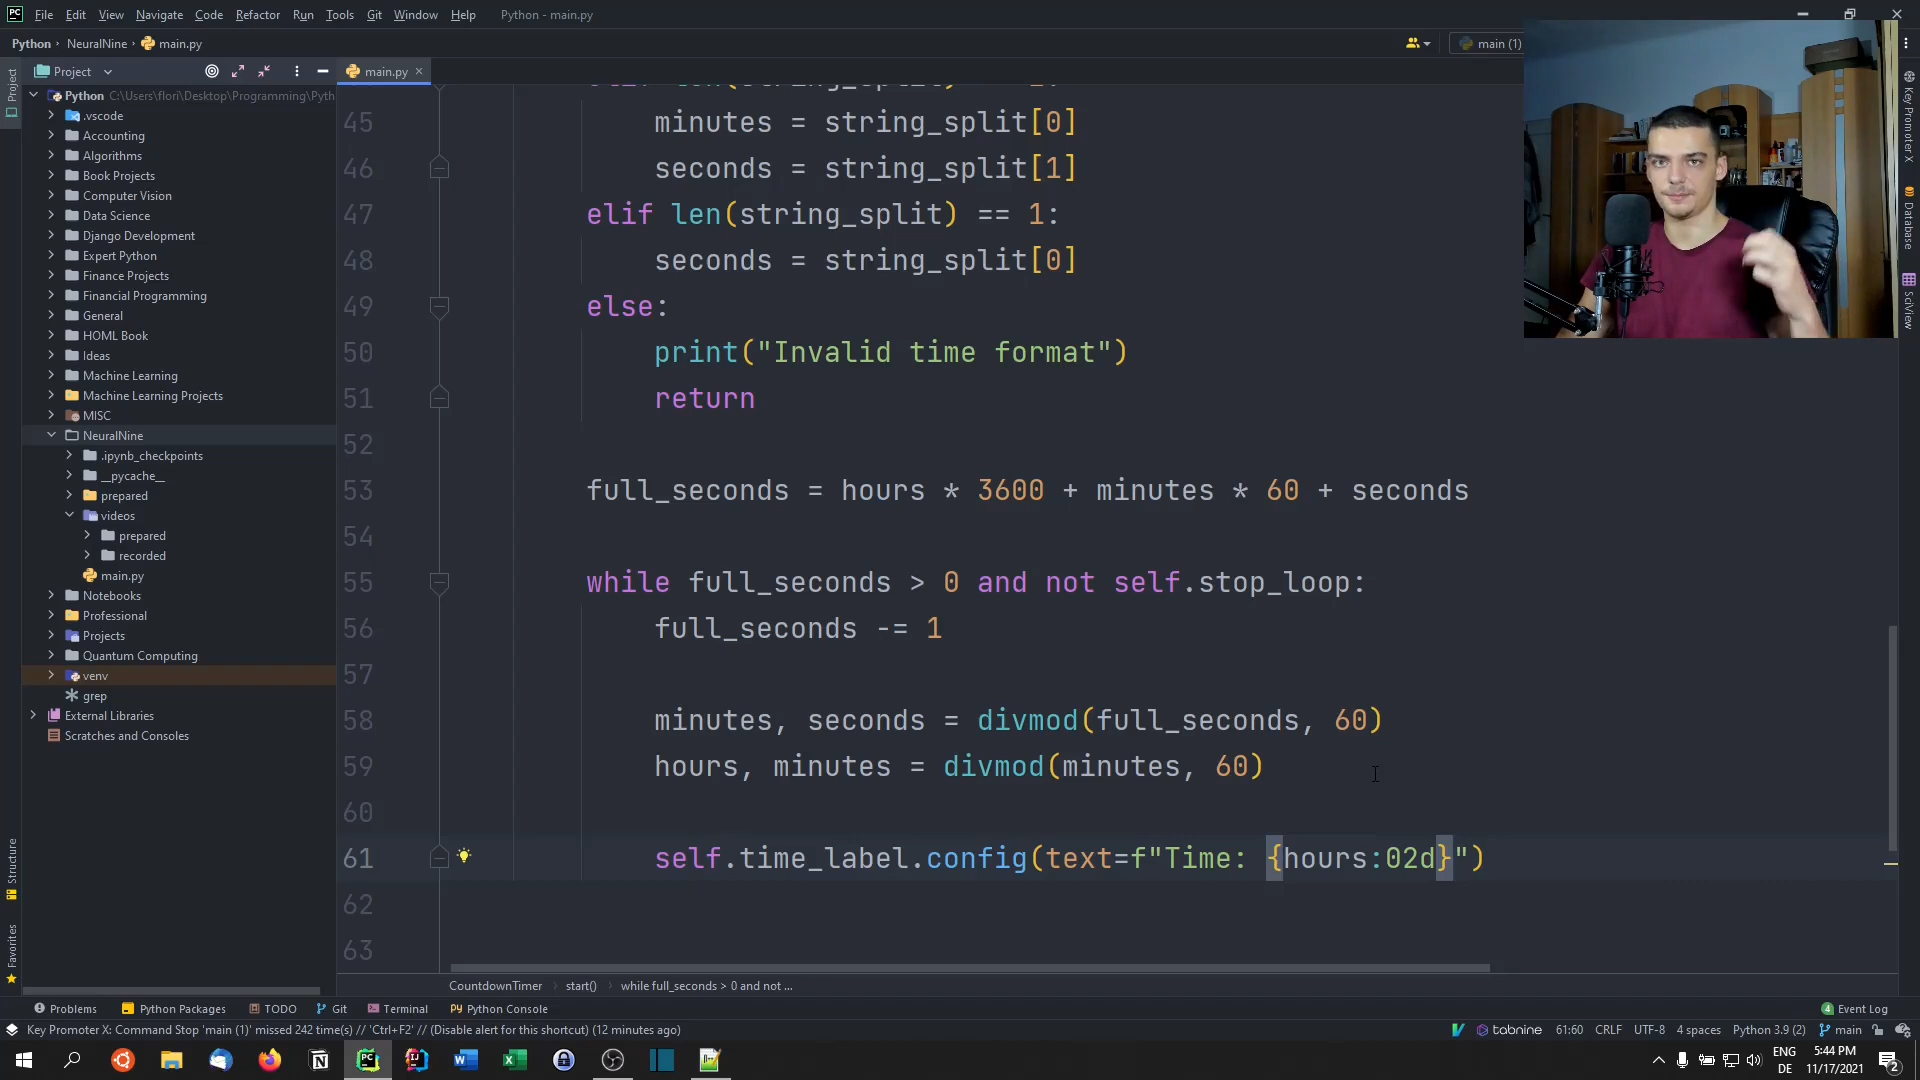 File Edit View Navigate Code Refactor Run Tools Git Window Help Python - main.py
Python NeuralNine main.py
main (1)
Project
main.py
Python C:\Users\flori\Desktop\Programming\Pyth
.vscode
Accounting
Algorithms
Book Projects
Computer Vision
Data Science
Django Development
Expert Python
Finance Projects
Financial Programming
General
HOML Book
Ideas
Machine Learning
Machine Learning Projects
MISC
NeuralNine
.ipynb_checkpoints
__pycache__
prepared
videos
prepared
recorded
main.py
Notebooks
Professional
Projects
Quantum Computing
venv
grep
External Libraries
Scratches and Consoles
Project
Structure
Favorites
45 minutes = string_split[0]
46 seconds = string_split[1]
47 elif len(string_split) == 1:
48 seconds = string_split[0]
49 else:
50 print("Invalid time format")
51 return
52
53 full_seconds = hours * 3600 + minutes * 60 + seconds
54
55 while full_seconds > 0 and not self.stop_loop:
56 full_seconds -= 1
57
58 minutes, seconds = divmod(full_seconds, 60)
59 hours, minutes = divmod(minutes, 60)
60
61 self.time_label.config(text=f"Time: {hours:02d}")
62
63
Key Promoter X
Database
SciView
CountdownTimer start() while full_seconds > 0 and not ...
Problems Python Packages TODO Git Terminal Python Console
4 Event Log
Key Promoter X: Command Stop 'main (1)' missed 242 time(s) // 'Ctrl+F2' // (Disable alert for this shortcut) (12 minutes ago)
tabnine 61:60 CRLF UTF-8 4 spaces Python 3.9 (2) main
ENG
DE
5:44 PM
11/17/2021
2